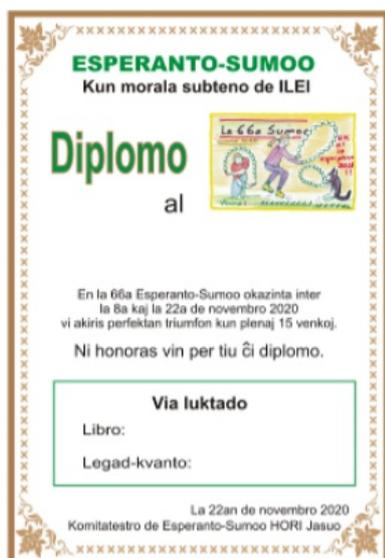 ESPERANTO-SUMOO
Kun morala subteno de ILEI
Diplomo
al
La 66a Sumoo
En la 66a Esperanto-Sumoo okazinta inter
la 8a kaj la 22a de novembro 2020
vi akiris perfektan triumfon kun plenaj 15 venkoj.
Ni honoras vin per tiu ĉi diplomo.
Via luktado
Libro:
Legad-kvanto:
La 22an de novembro 2020
Komitatestro de Esperanto-Sumoo HORI Jasuo